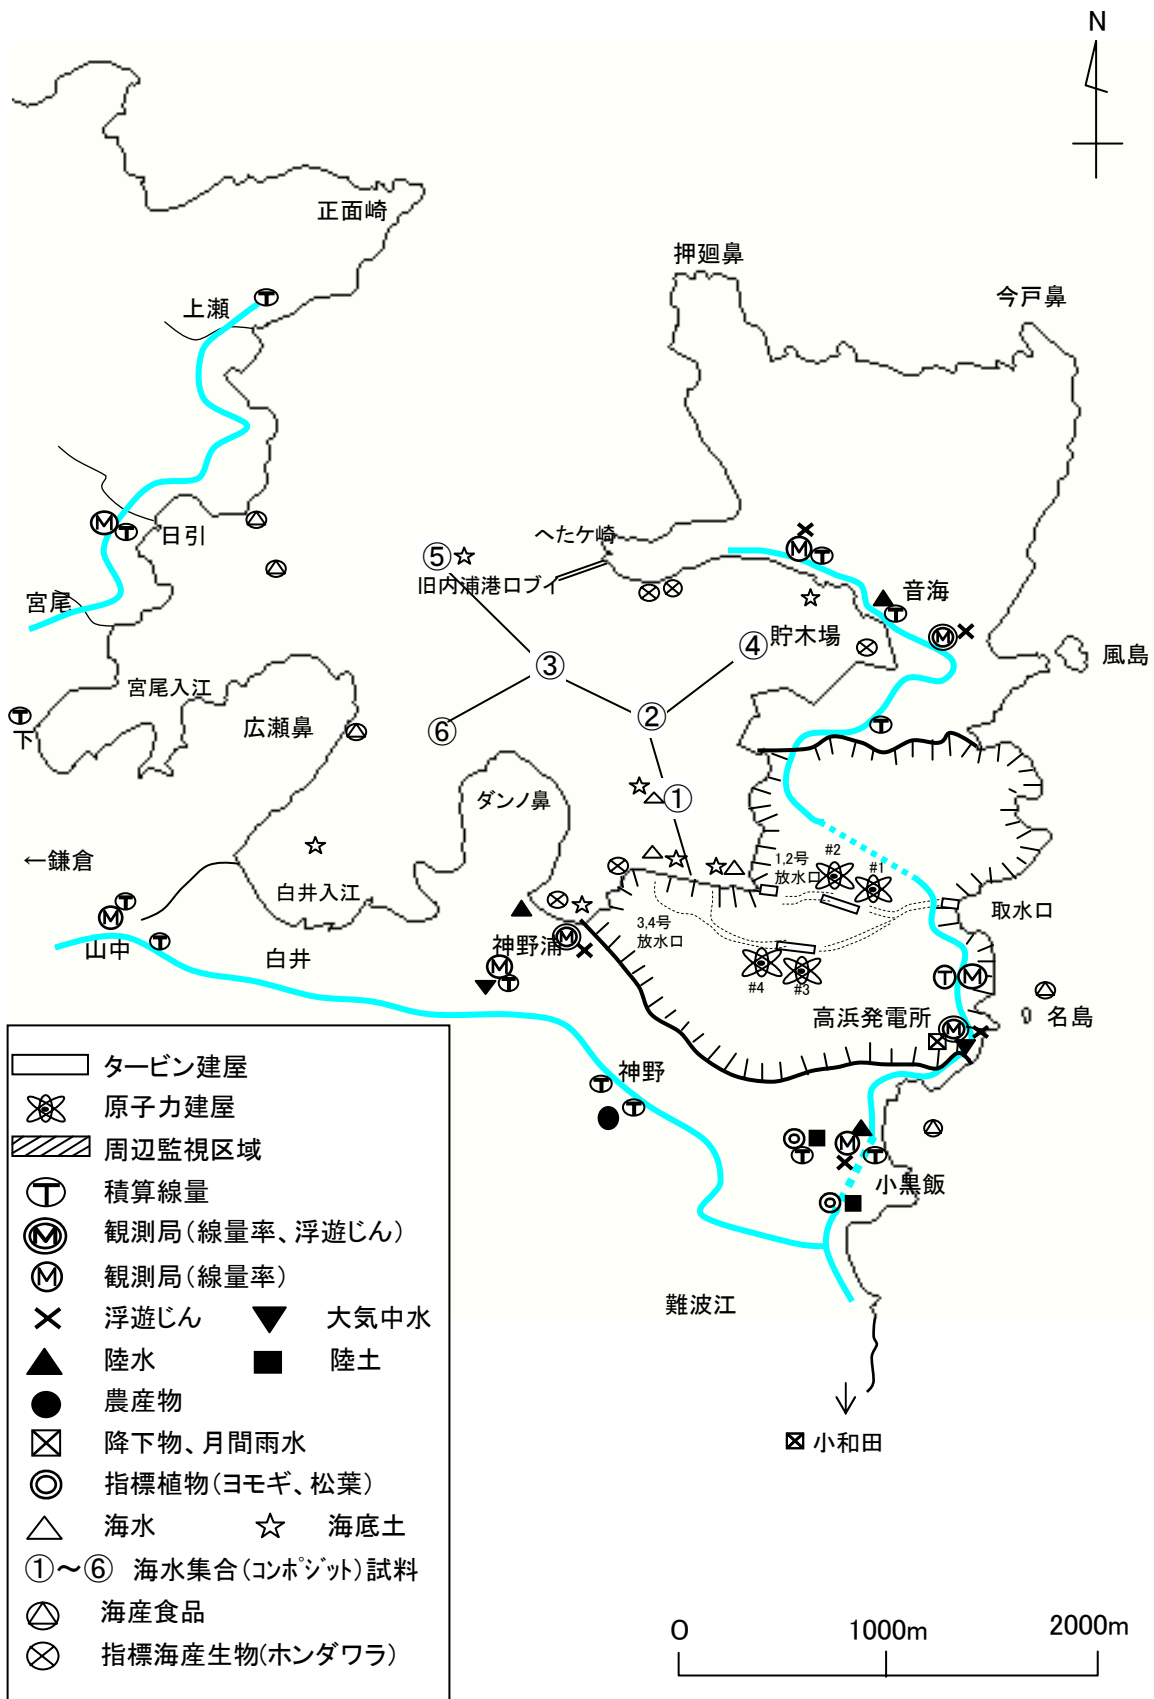 N
正面崎
押廻鼻
今戸鼻
上瀬
へたケ崎
日引
⑤
旧内浦港ロブイ
音海
宮尾
貯木場
④
③
風島
宮尾入江
下
広瀬鼻
⑥
②
ダンノ鼻
①
←鎌倉
1,2号
放水口
#2
#1
白井入江
取水口
3,4号
放水口
山中
白井
神野浦
#4
#3
高浜発電所
名島
神野
小黒飯
難波江
小和田
タービン建屋
原子力建屋
周辺監視区域
積算線量
観測局(線量率、浮遊じん)
観測局(線量率)
浮遊じん 大気中水
陸水 陸土
農産物
降下物、月間雨水
指標植物(ヨモギ、松葉)
海水 海底土
①〜⑥ 海水集合(コンポジット)試料
海産食品
指標海産生物(ホンダワラ)
O 1000m 2000m